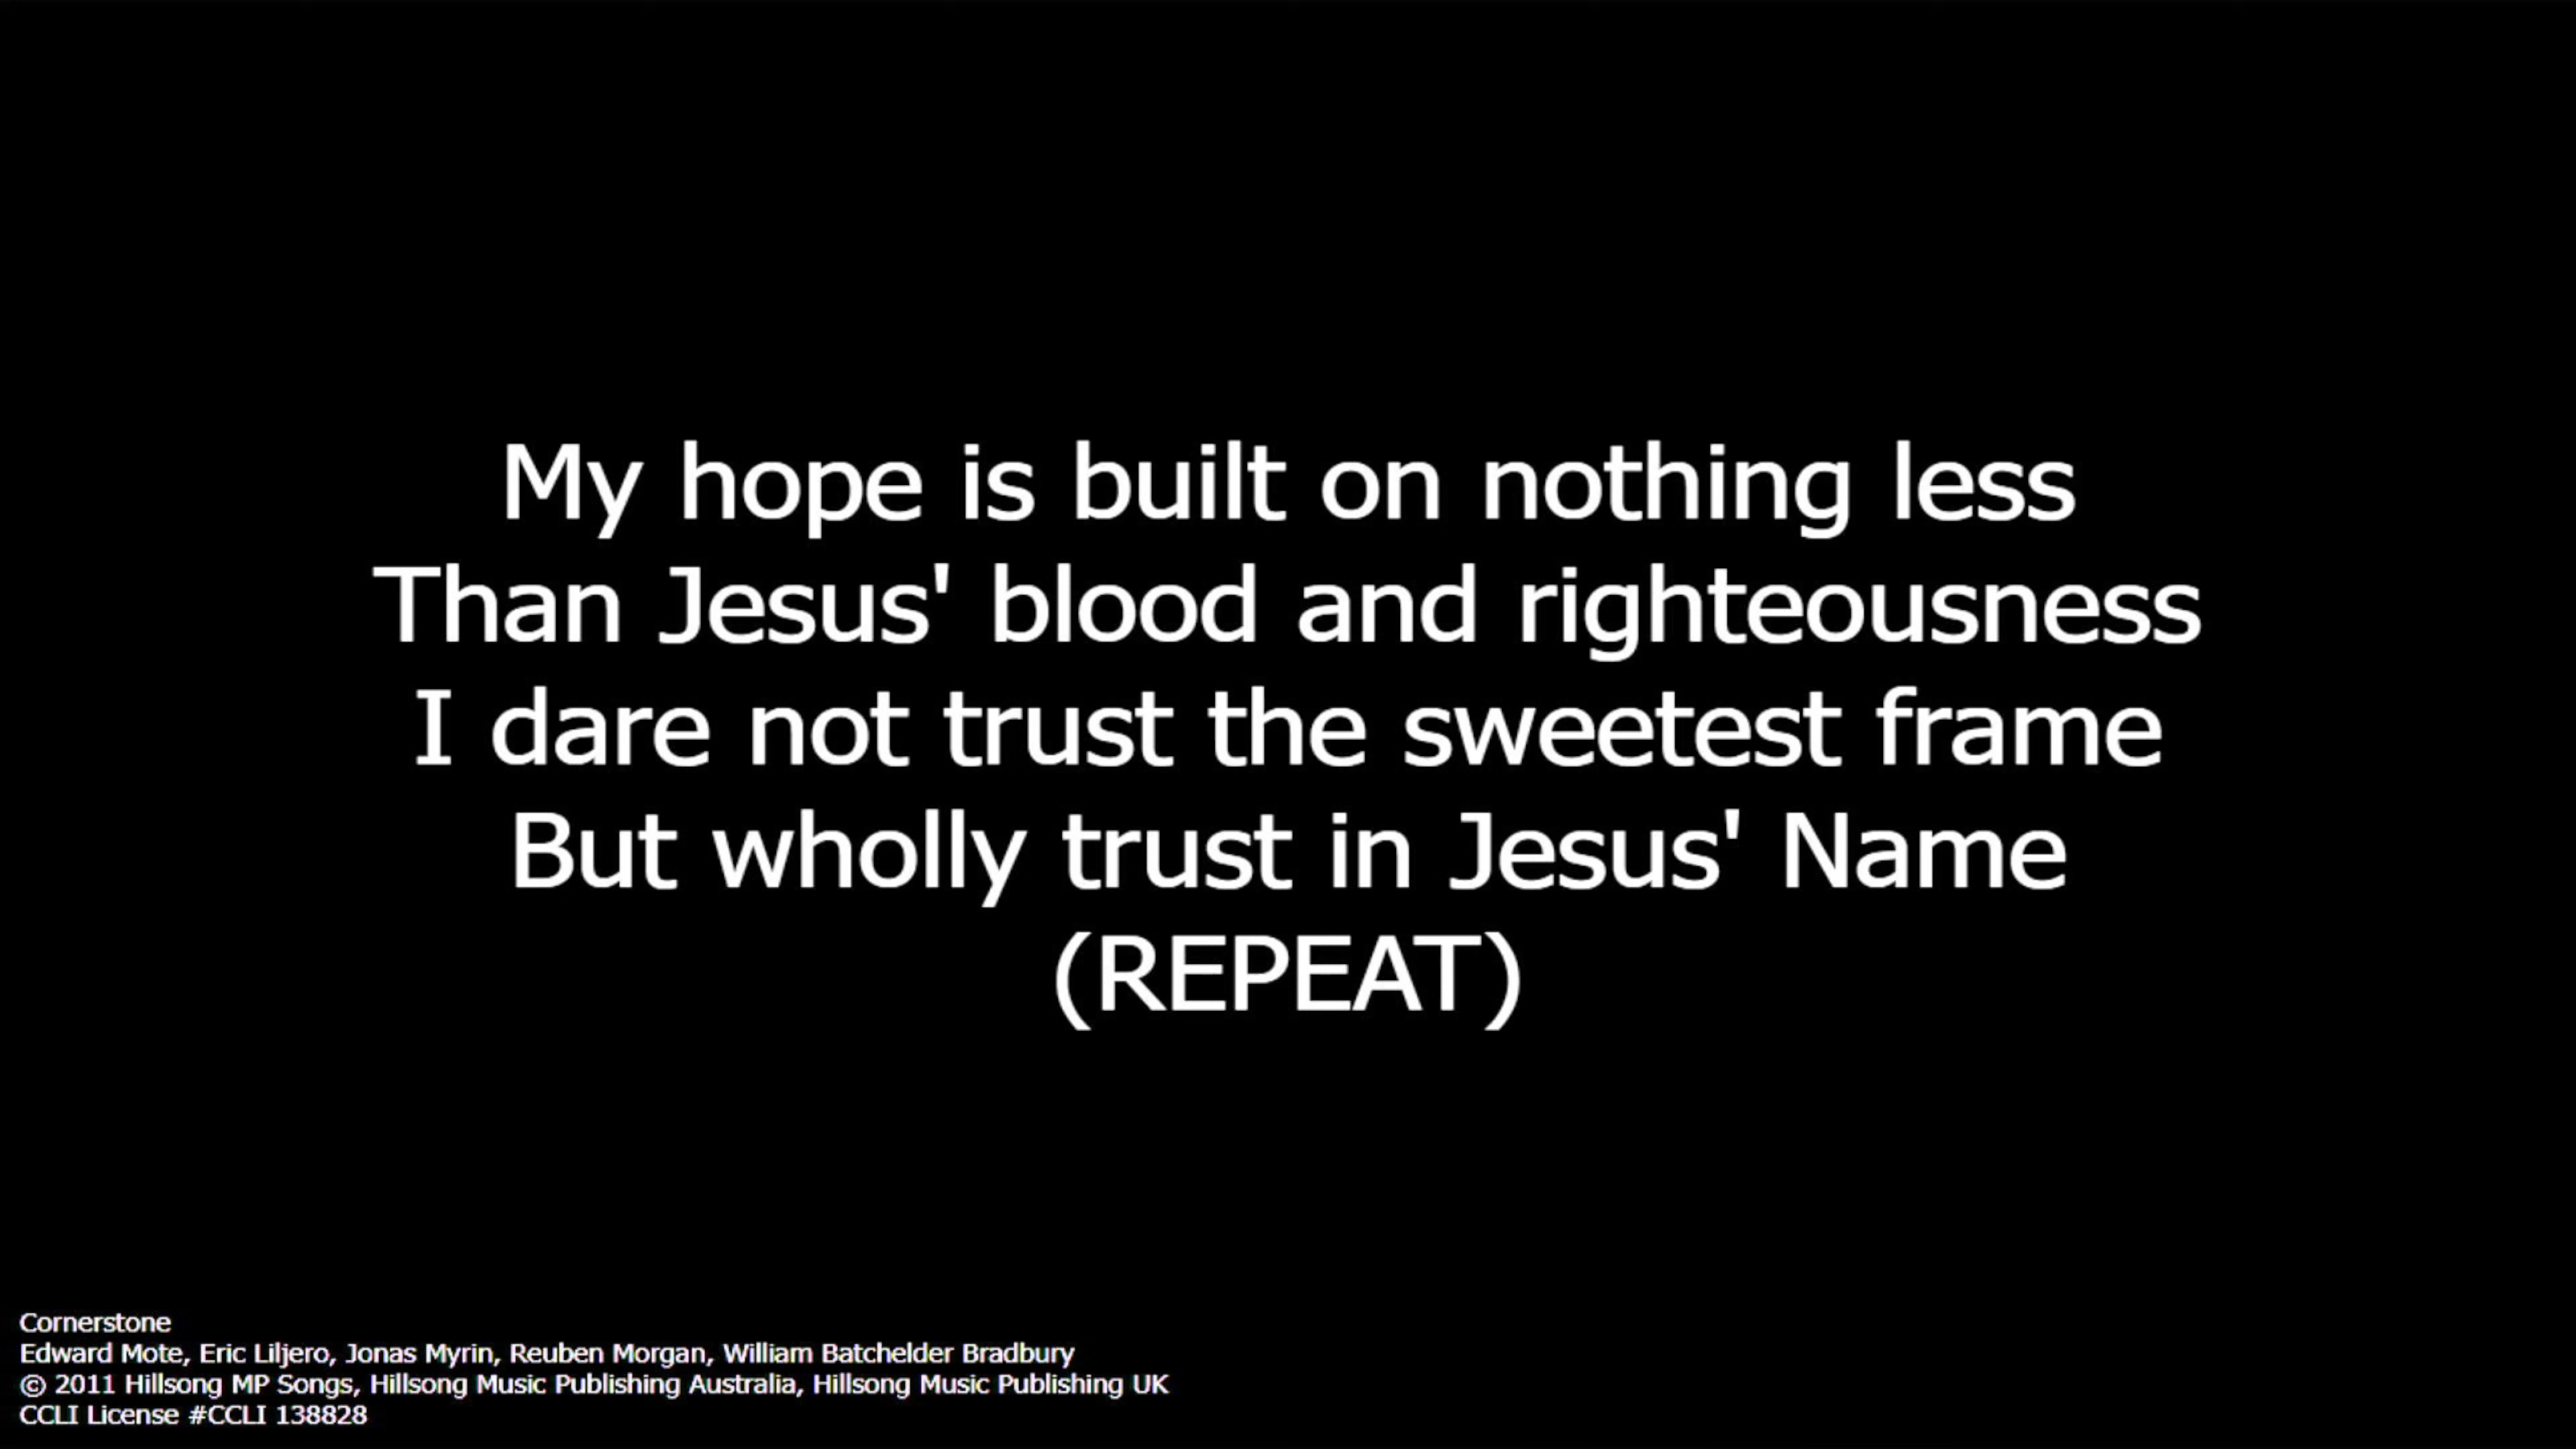 My hope is built on nothing less
Than Jesus' blood and righteousness
I dare not trust the sweetest frame
But wholly trust in Jesus' Name
(REPEAT)
Cornerstone
Edward Mote, Eric Liljero, Jonas Myrin, Reuben Morgan, William Batchelder Bradbury
© 2011 Hillsong MP Songs, Hillsong Music Publishing Australia, Hillsong Music Publishing UK
CCLI License #CCLI 138828